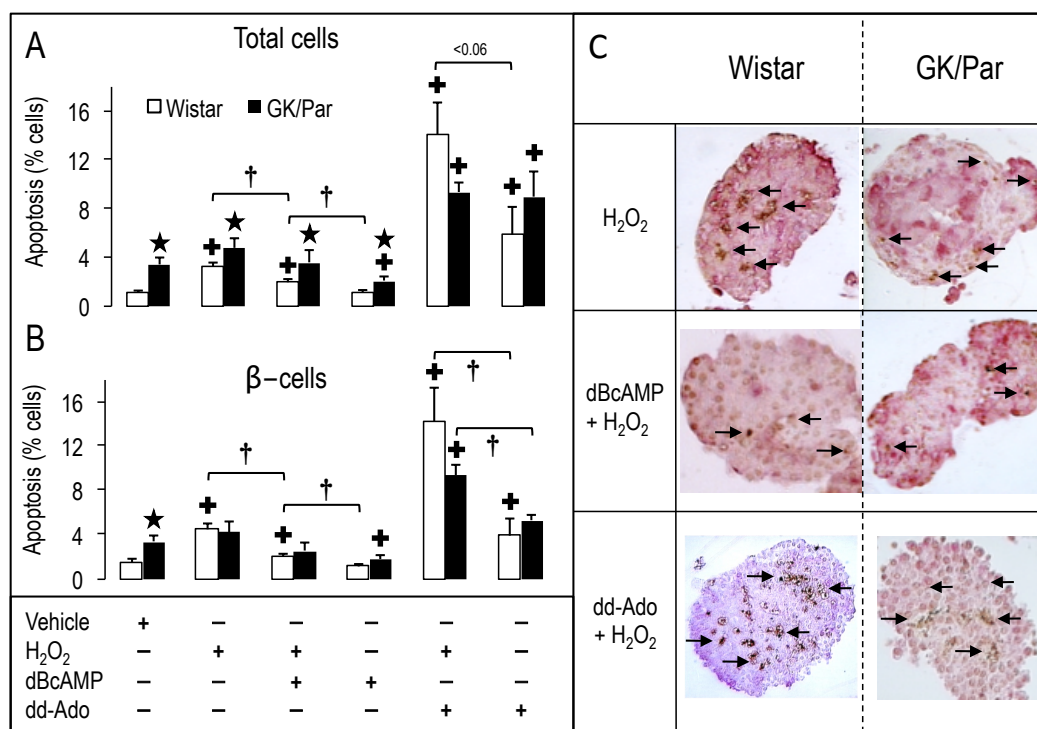 A
Total cells
<0.06
Wistar
GK/Par
Apoptosis (% cells)
16
12
8
4
0
†
†
B
β–cells
Apoptosis (% cells)
16
12
8
4
0
†
†
†
†
Vehicle + – – – – –
H₂O₂ – + + – + –
dBcAMP – – + + – –
dd-Ado – – – – + +
C
Wistar
GK/Par
H₂O₂
dBcAMP
+ H₂O₂
dd-Ado
+ H₂O₂